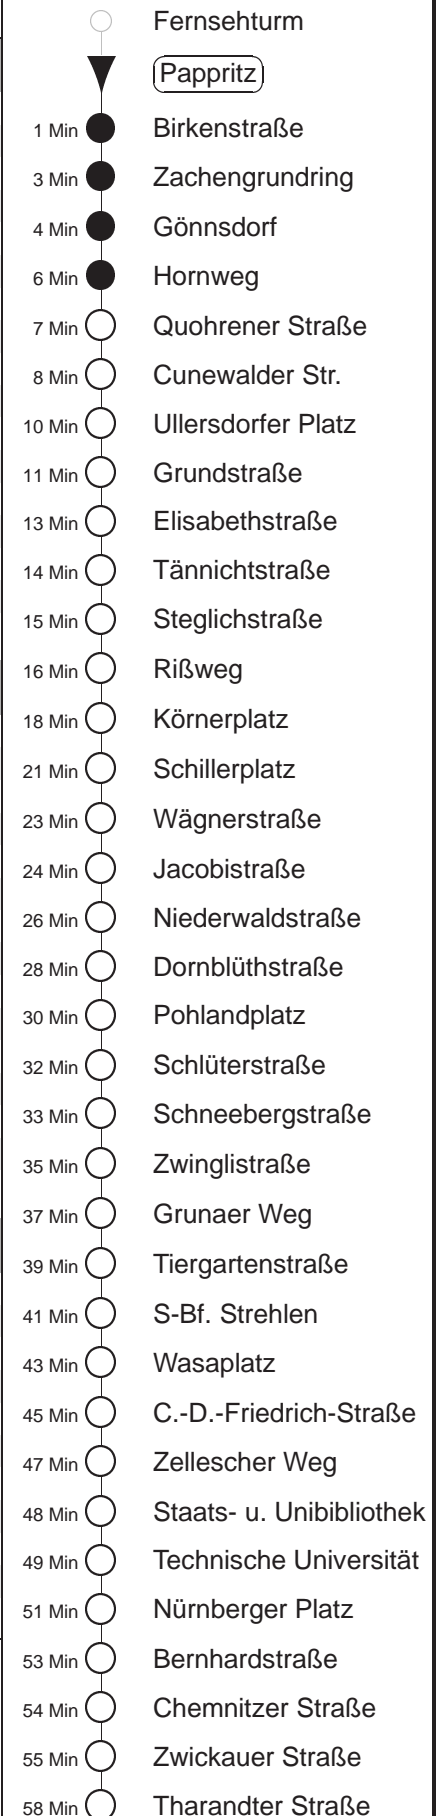 Fernsehturm
Pappritz
1 Min Birkenstraße
3 Min Zachengrundring
4 Min Gönnsdorf
6 Min Hornweg
7 Min Quohrener Straße
8 Min Cunewalder Str.
10 Min Ullersdorfer Platz
11 Min Grundstraße
13 Min Elisabethstraße
14 Min Tännichtstraße
15 Min Steglichstraße
16 Min Rißweg
18 Min Körnerplatz
21 Min Schillerplatz
23 Min Wägnerstraße
24 Min Jacobistraße
26 Min Niederwaldstraße
28 Min Dornblüthstraße
30 Min Pohlandplatz
32 Min Schlüterstraße
33 Min Schneebergstraße
35 Min Zwinglistraße
37 Min Grunaer Weg
39 Min Tiergartenstraße
41 Min S-Bf. Strehlen
43 Min Wasaplatz
45 Min C.-D.-Friedrich-Straße
47 Min Zellescher Weg
48 Min Staats- u. Unibibliothek
49 Min Technische Universität
51 Min Nürnberger Platz
53 Min Bernhardstraße
54 Min Chemnitzer Straße
55 Min Zwickauer Straße
58 Min Tharandter Straße